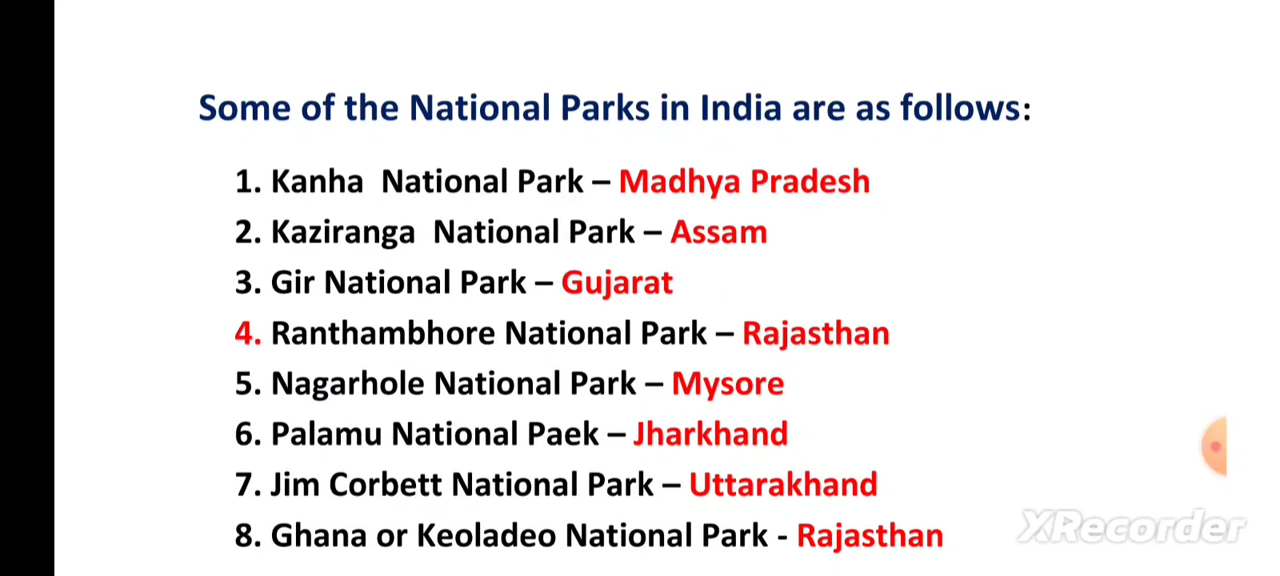 Some of the National Parks in India are as follows:
1. Kanha National Park – Madhya Pradesh
2. Kaziranga National Park – Assam
3. Gir National Park – Gujarat
4. Ranthambhore National Park – Rajasthan
5. Nagarhole National Park – Mysore
6. Palamu National Paek – Jharkhand
7. Jim Corbett National Park – Uttarakhand
8. Ghana or Keoladeo National Park - Rajasthan
XRecorder